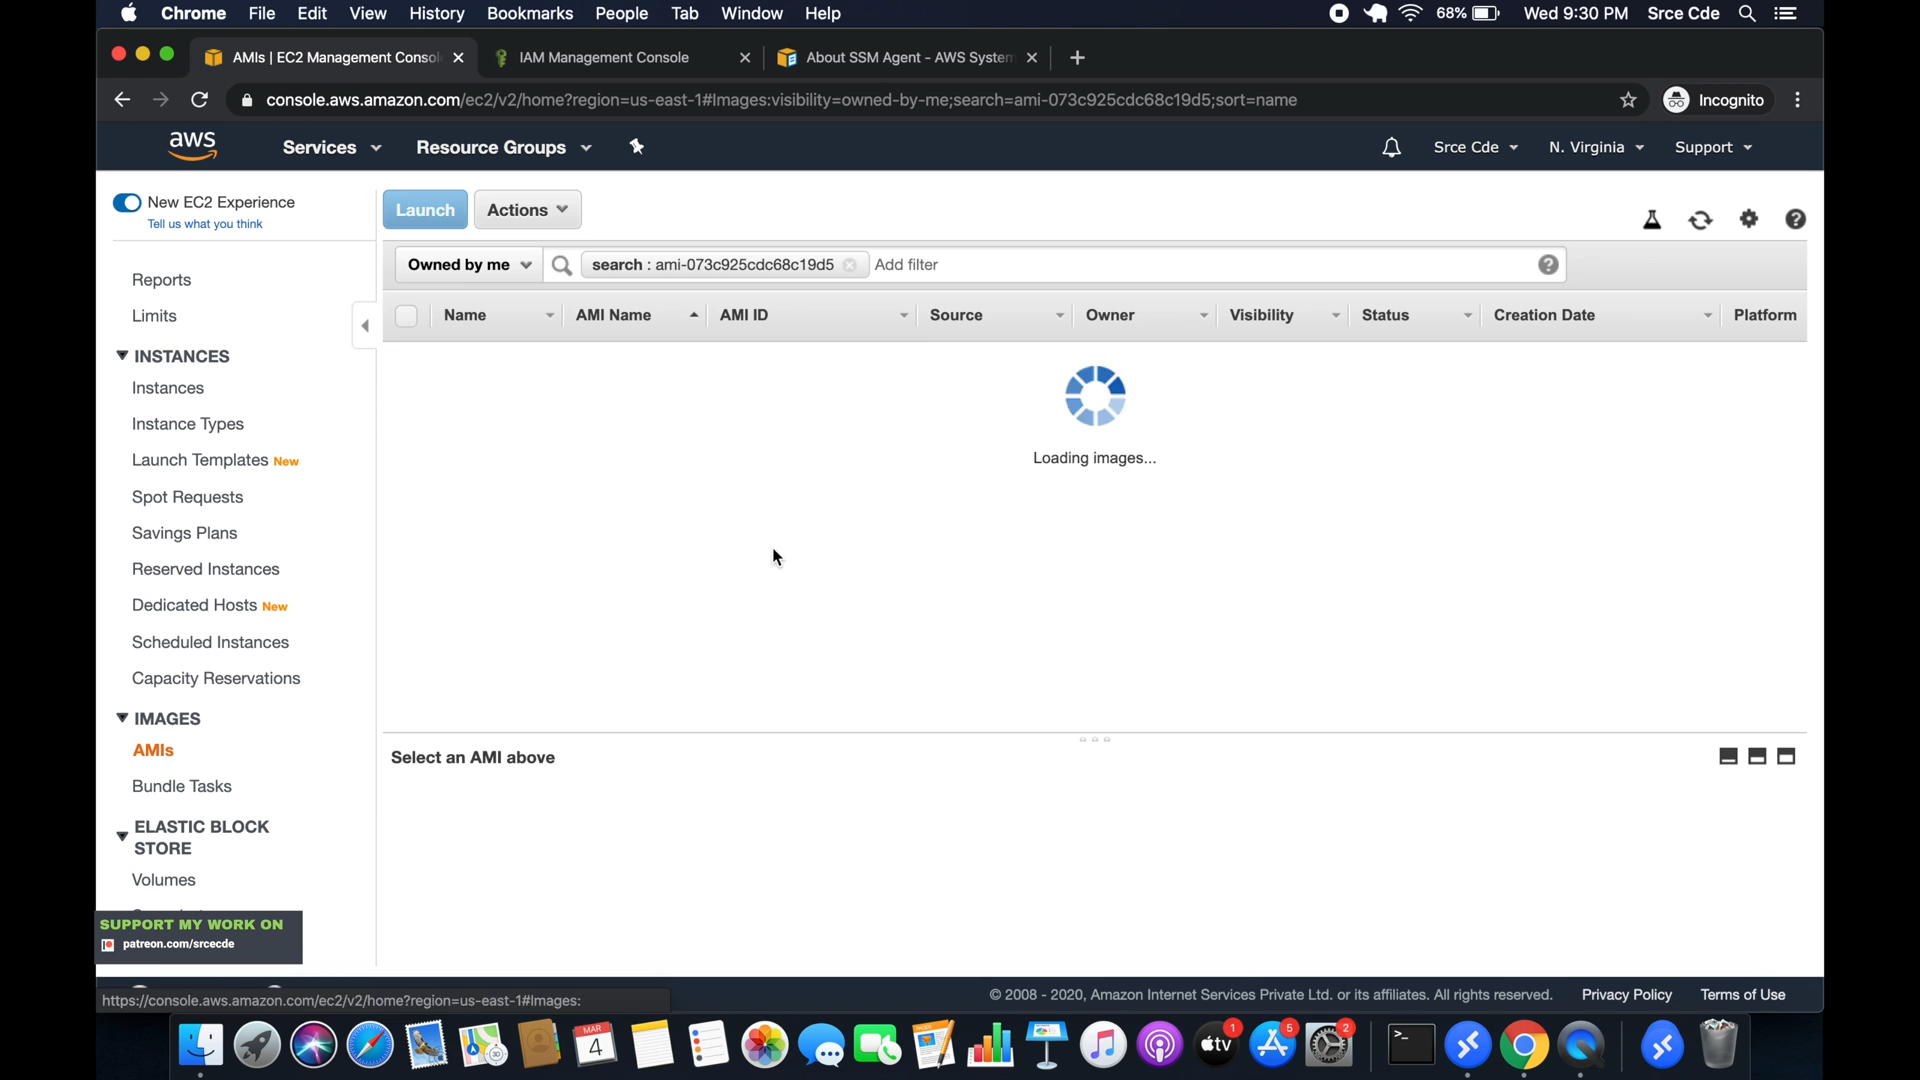 Chrome File Edit View History Bookmarks People Tab Window Help
68% Wed 9:30 PM Srce Cde
AMIs | EC2 Management Consol
IAM Management Console
About SSM Agent - AWS System
console.aws.amazon.com/ec2/v2/home?region=us-east-1#Images:visibility=owned-by-me;search=ami-073c925cdc68c19d5;sort=name
Incognito
aws
Services
Resource Groups
Srce Cde
N. Virginia
Support
New EC2 Experience
Tell us what you think
Reports
Limits
INSTANCES
Instances
Instance Types
Launch Templates New
Spot Requests
Savings Plans
Reserved Instances
Dedicated Hosts New
Scheduled Instances
Capacity Reservations
IMAGES
AMIs
Bundle Tasks
ELASTIC BLOCK
STORE
Volumes
Launch
Actions
Owned by me
search : ami-073c925cdc68c19d5
Add filter
Name
AMI Name
AMI ID
Source
Owner
Visibility
Status
Creation Date
Platform
Loading images...
Select an AMI above
SUPPORT MY WORK ON
patreon.com/srcecde
https://console.aws.amazon.com/ec2/v2/home?region=us-east-1#Images:
© 2008 - 2020, Amazon Internet Services Private Ltd. or its affiliates. All rights reserved.
Privacy Policy
Terms of Use
3D
MAR
4
PAGES
tv
1
5
2
>_